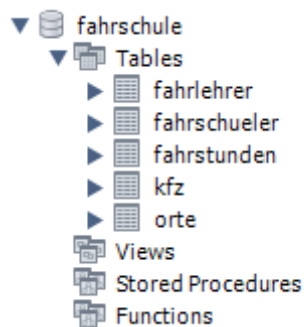 fahrschule
Tables
fahrlehrer
fahrschueler
fahrstunden
kfz
orte
Views
Stored Procedures
Functions